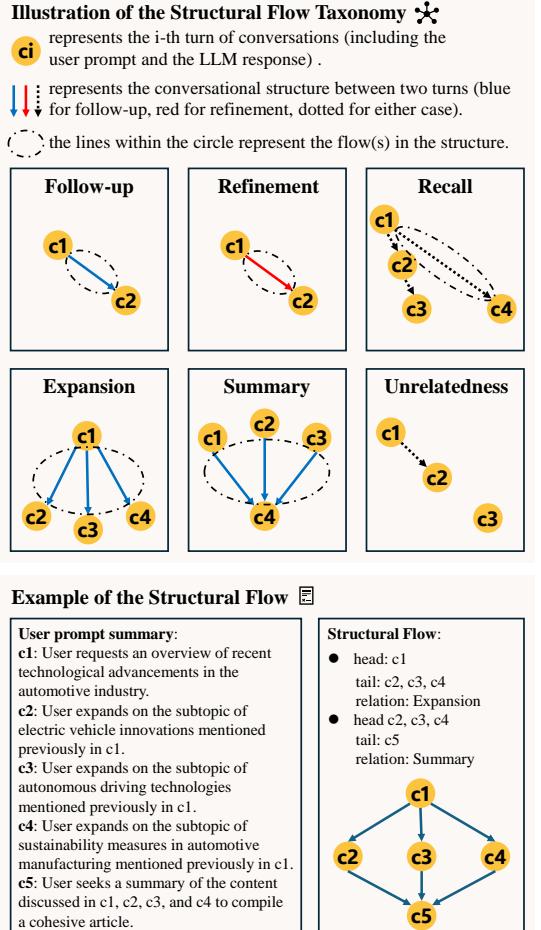 Illustration of the Structural Flow Taxonomy
ci
represents the i-th turn of conversations (including the
user prompt and the LLM response) .
represents the conversational structure between two turns (blue
for follow-up, red for refinement, dotted for either case).
the lines within the circle represent the flow(s) in the structure.
Follow-up
c1
c2
Refinement
c1
c2
Recall
c1
c2
c3
c4
Expansion
c1
c2
c3
c4
Summary
c1
c2
c3
c4
Unrelatedness
c1
c2
c3
Example of the Structural Flow
User prompt summary:
c1: User requests an overview of recent
technological advancements in the
automotive industry.
c2: User expands on the subtopic of
electric vehicle innovations mentioned
previously in c1.
c3: User expands on the subtopic of
autonomous driving technologies
mentioned previously in c1.
c4: User expands on the subtopic of
sustainability measures in automotive
manufacturing mentioned previously in c1.
c5: User seeks a summary of the content
discussed in c1, c2, c3, and c4 to compile
a cohesive article.
Structural Flow:
● head: c1
tail: c2, c3, c4
relation: Expansion
● head c2, c3, c4
tail: c5
relation: Summary
c1
c2
c3
c4
c5